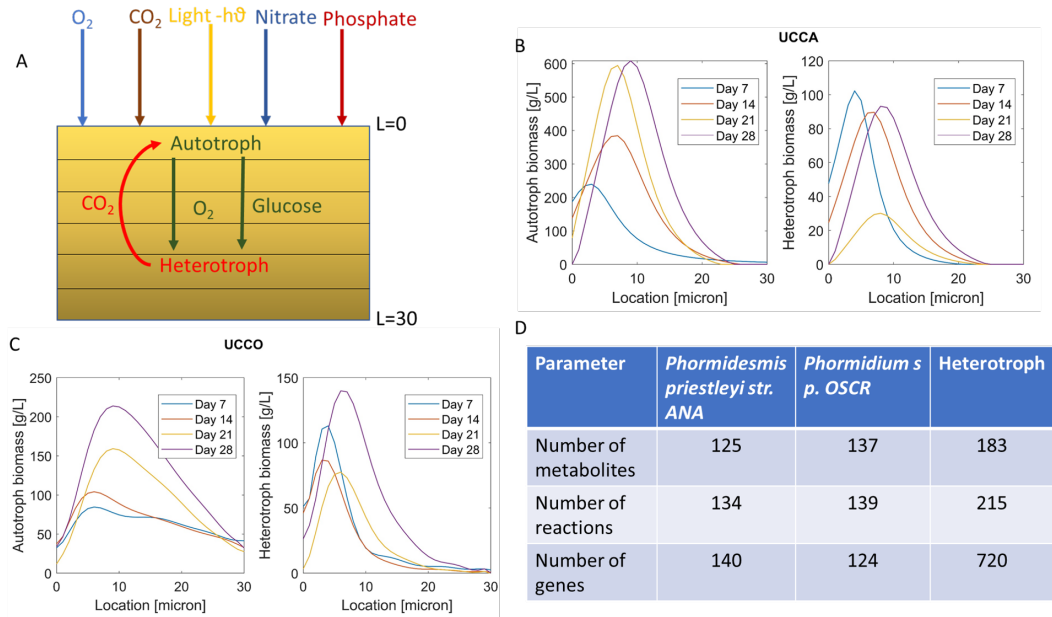 A
O2
CO2
Light -hϑ
Nitrate
Phosphate
L=0
Autotroph
CO2
O2
Glucose
Heterotroph
L=30
B
UCCA
Autotroph biomass [g/L]
600
500
400
300
200
100
0
0 10 20 30
Location [micron]
Day 7
Day 14
Day 21
Day 28
Heterotroph biomass [g/L]
120
100
80
60
40
20
0
0 10 20 30
Location [micron]
Day 7
Day 14
Day 21
Day 28
C
UCCO
Autotroph biomass [g/L]
250
200
150
100
50
0
0 10 20 30
Location [micron]
Day 7
Day 14
Day 21
Day 28
Heterotroph biomass [g/L]
150
100
50
0
0 10 20 30
Location [micron]
Day 7
Day 14
Day 21
Day 28
D
Parameter
Phormidesmis
priestleyi str.
ANA
Phormidium s
p. OSCR
Heterotroph
Number of
metabolites
125
137
183
Number of
reactions
134
139
215
Number of
genes
140
124
720